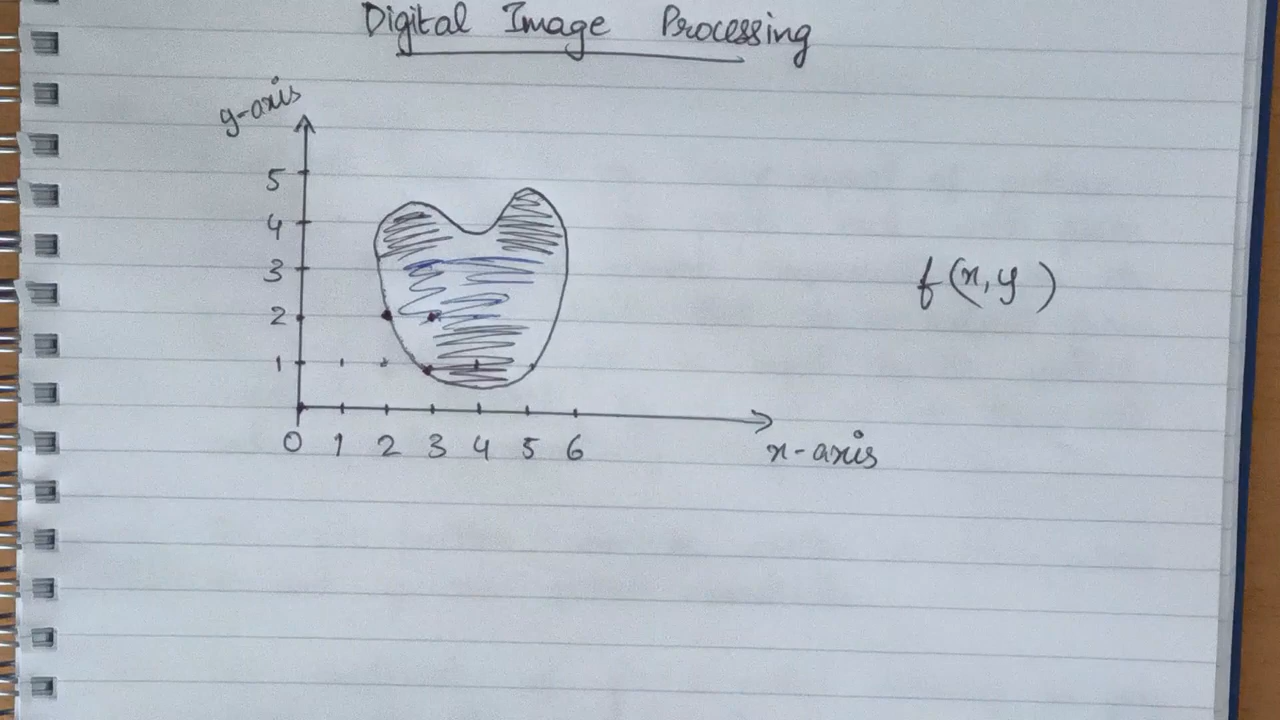 Digital Image Processing
y-axis
5
4
3
2
1
f(x,y)
0 1 2 3 4 5 6
x-axis